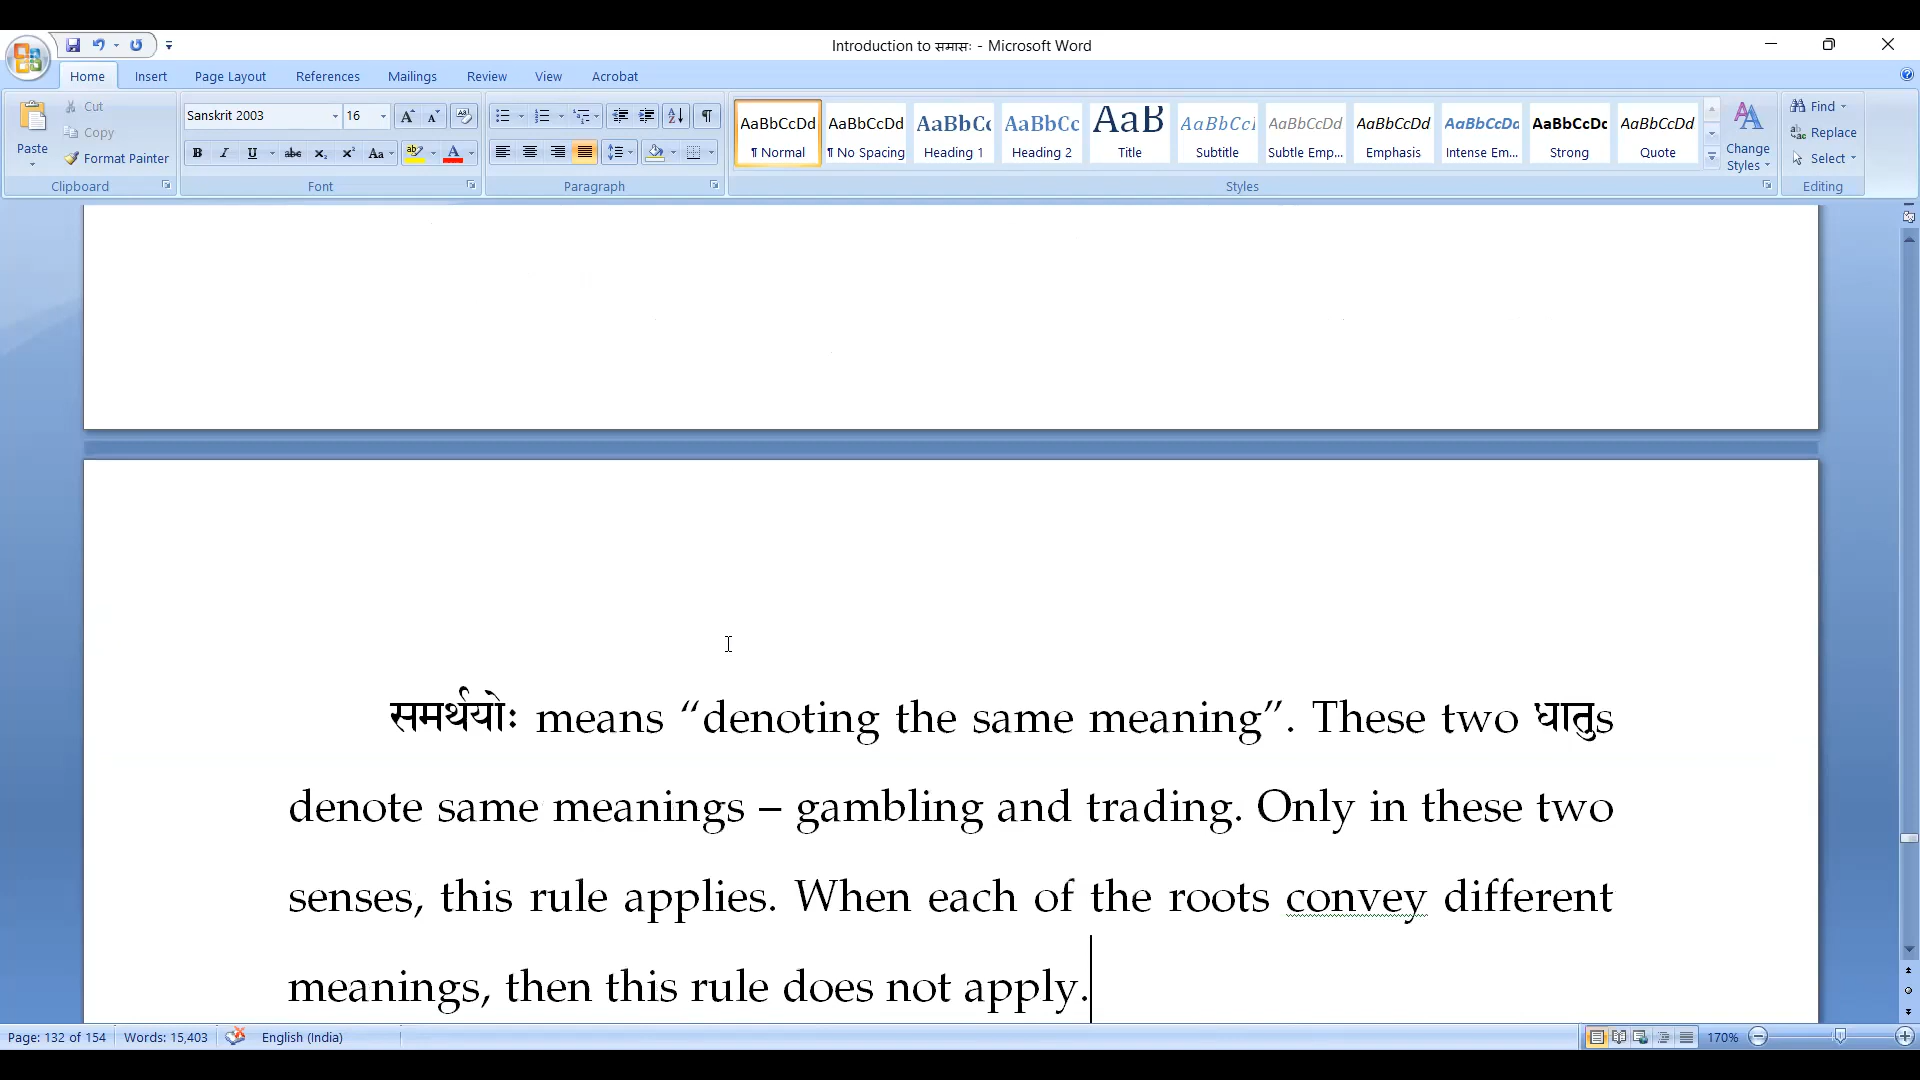 Introduction to समासः - Microsoft Word
Home Insert Page Layout References Mailings Review View Acrobat
Paste
Cut
Copy
Format Painter
Clipboard
Sanskrit 2003 16
Font
Paragraph
AaBbCcDd AaBbCcDd AaBbCc AaBbCc AaB AaBbCcl AaBbCcDd AaBbCcDd AaBbCcDd AaBbCcDc AaBbCcDd
¶ Normal ¶ No Spacing Heading 1 Heading 2 Title Subtitle Subtle Emp... Emphasis Intense Em... Strong Quote
Change
Styles
Styles
Find
Replace
Select
Editing
समर्थयोः means “denoting the same meaning”. These two धातुs
denote same meanings – gambling and trading. Only in these two
senses, this rule applies. When each of the roots convey different
meanings, then this rule does not apply.
Page: 132 of 154 Words: 15,403 English (India) 170%